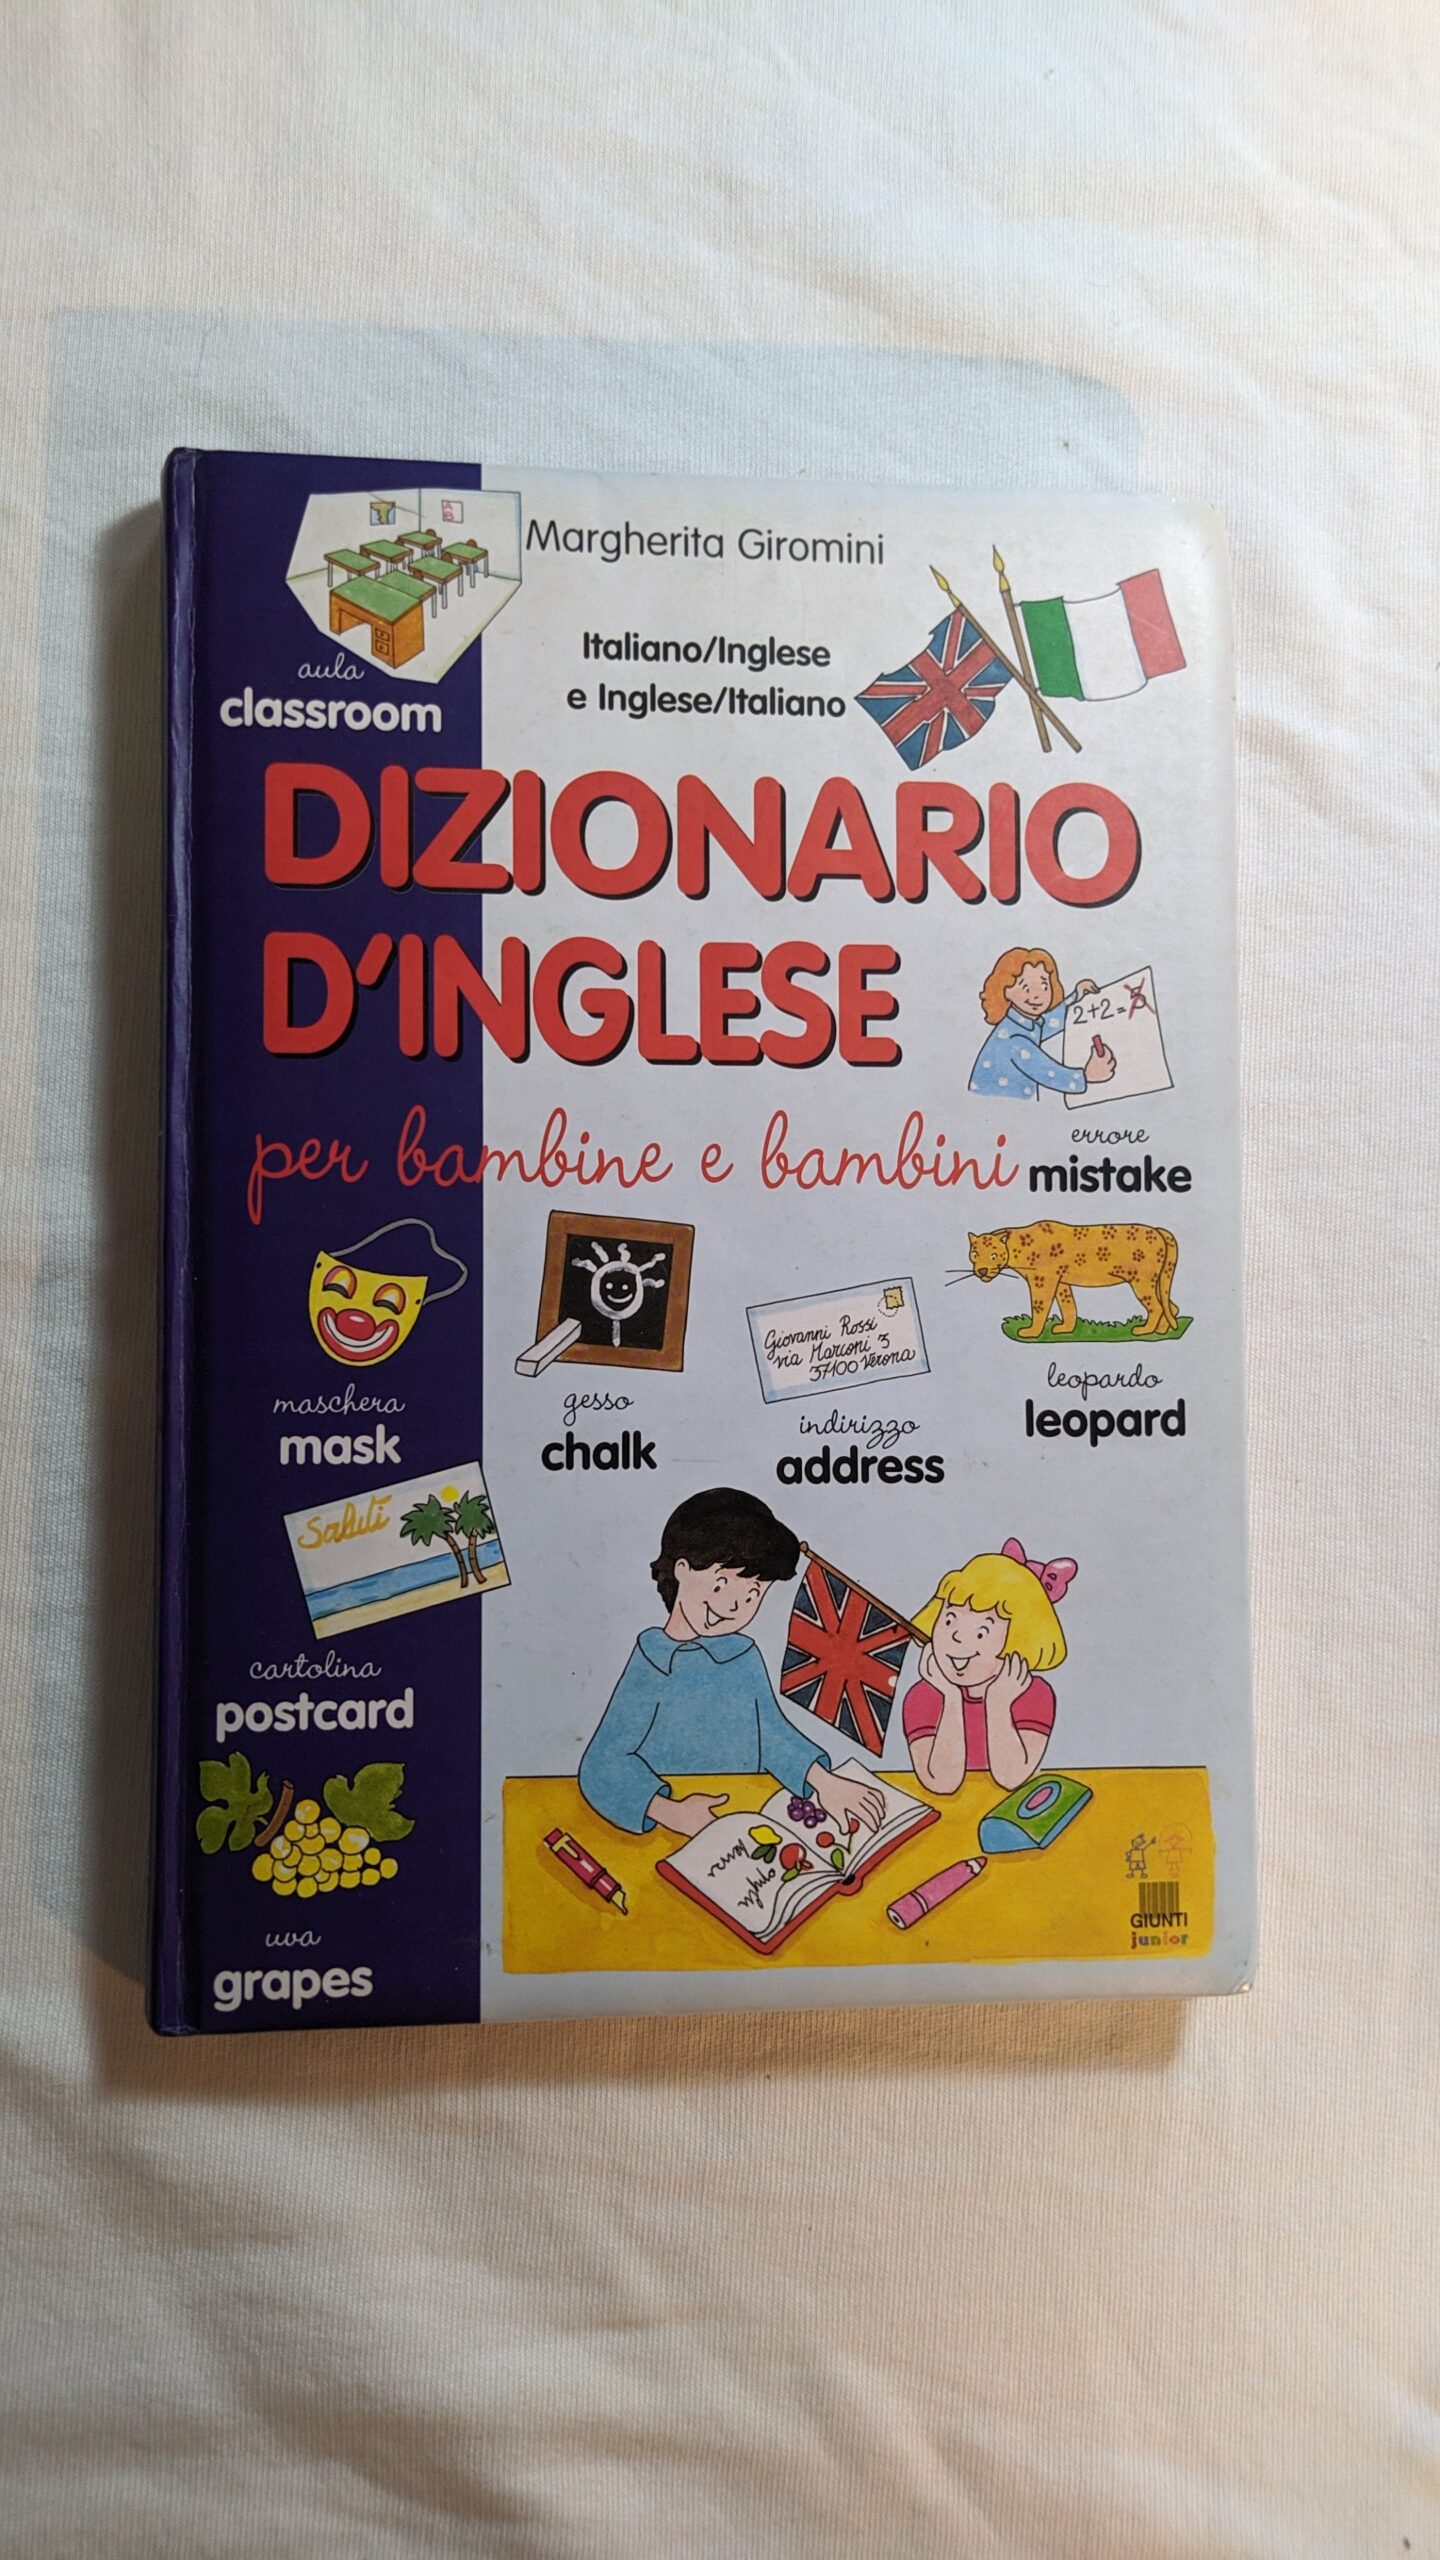 Margherita Giromini
Italiano/Inglese
e Inglese/Italiano
aula
classroom
DIZIONARIO
D'INGLESE
per bambine e bambini
2+2=5
errore
mistake
maschera
mask
gesso
chalk
Giovanni Rossi
via Marconi 3
37100 Verona
indirizzo
address
leopardo
leopard
Saluti
cartolina
postcard
uva
grapes
GIUNTI
junior